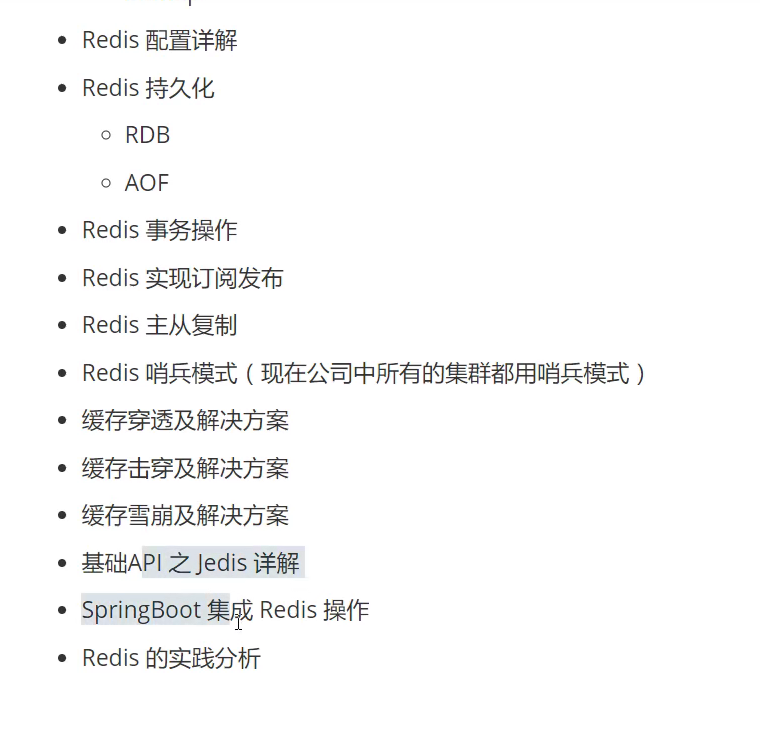 Redis 配置详解
Redis 持久化
RDB
AOF
Redis 事务操作
Redis 实现订阅发布
Redis 主从复制
Redis 哨兵模式（现在公司中所有的集群都用哨兵模式）
缓存穿透及解决方案
缓存击穿及解决方案
缓存雪崩及解决方案
基础API 之 Jedis 详解
SpringBoot 集成 Redis 操作
Redis 的实践分析